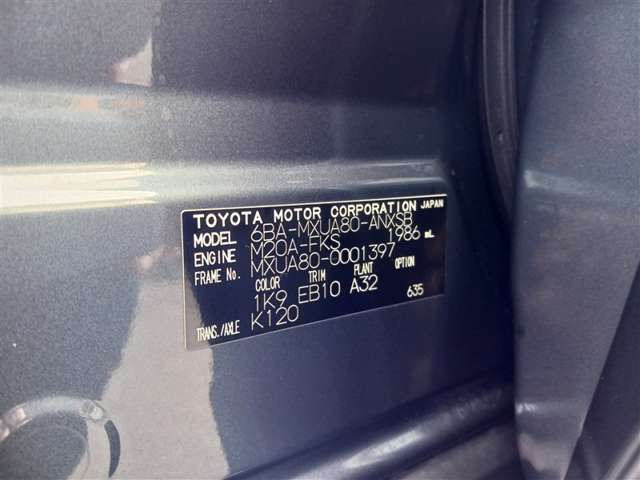 TOYOTA MOTOR CORPORATION JAPAN
MODEL 6BA-MXUA80-ANXSB
ENGINE M20A-FKS 1986 mL
FRAME No. MXUA80-0001397
COLOR TRIM PLANT OPTION
1K9 EB10 A32
TRANS./AXLE K120 635